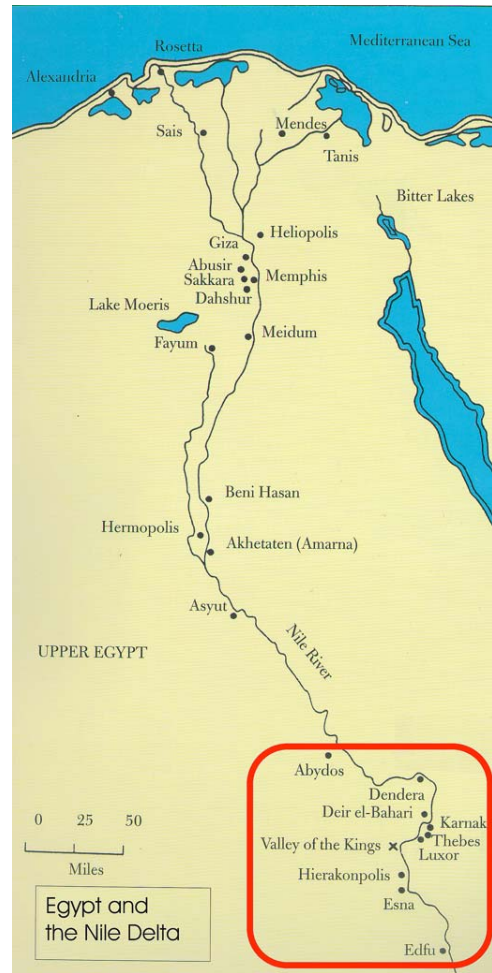 Mediterranean Sea
Rosetta
Alexandria
Sais
Mendes
Tanis
Bitter Lakes
Heliopolis
Giza
Abusir
Sakkara
Memphis
Dahshur
Lake Moeris
Meidum
Fayum
Beni Hasan
Hermopolis
Akhetaten (Amarna)
Asyut
Nile River
UPPER EGYPT
Abydos
Dendera
Deir el-Bahari
Karnak
Thebes
Luxor
Valley of the Kings
Hierakonpolis
Esna
Edfu
0 25 50
Miles
Egypt and
the Nile Delta